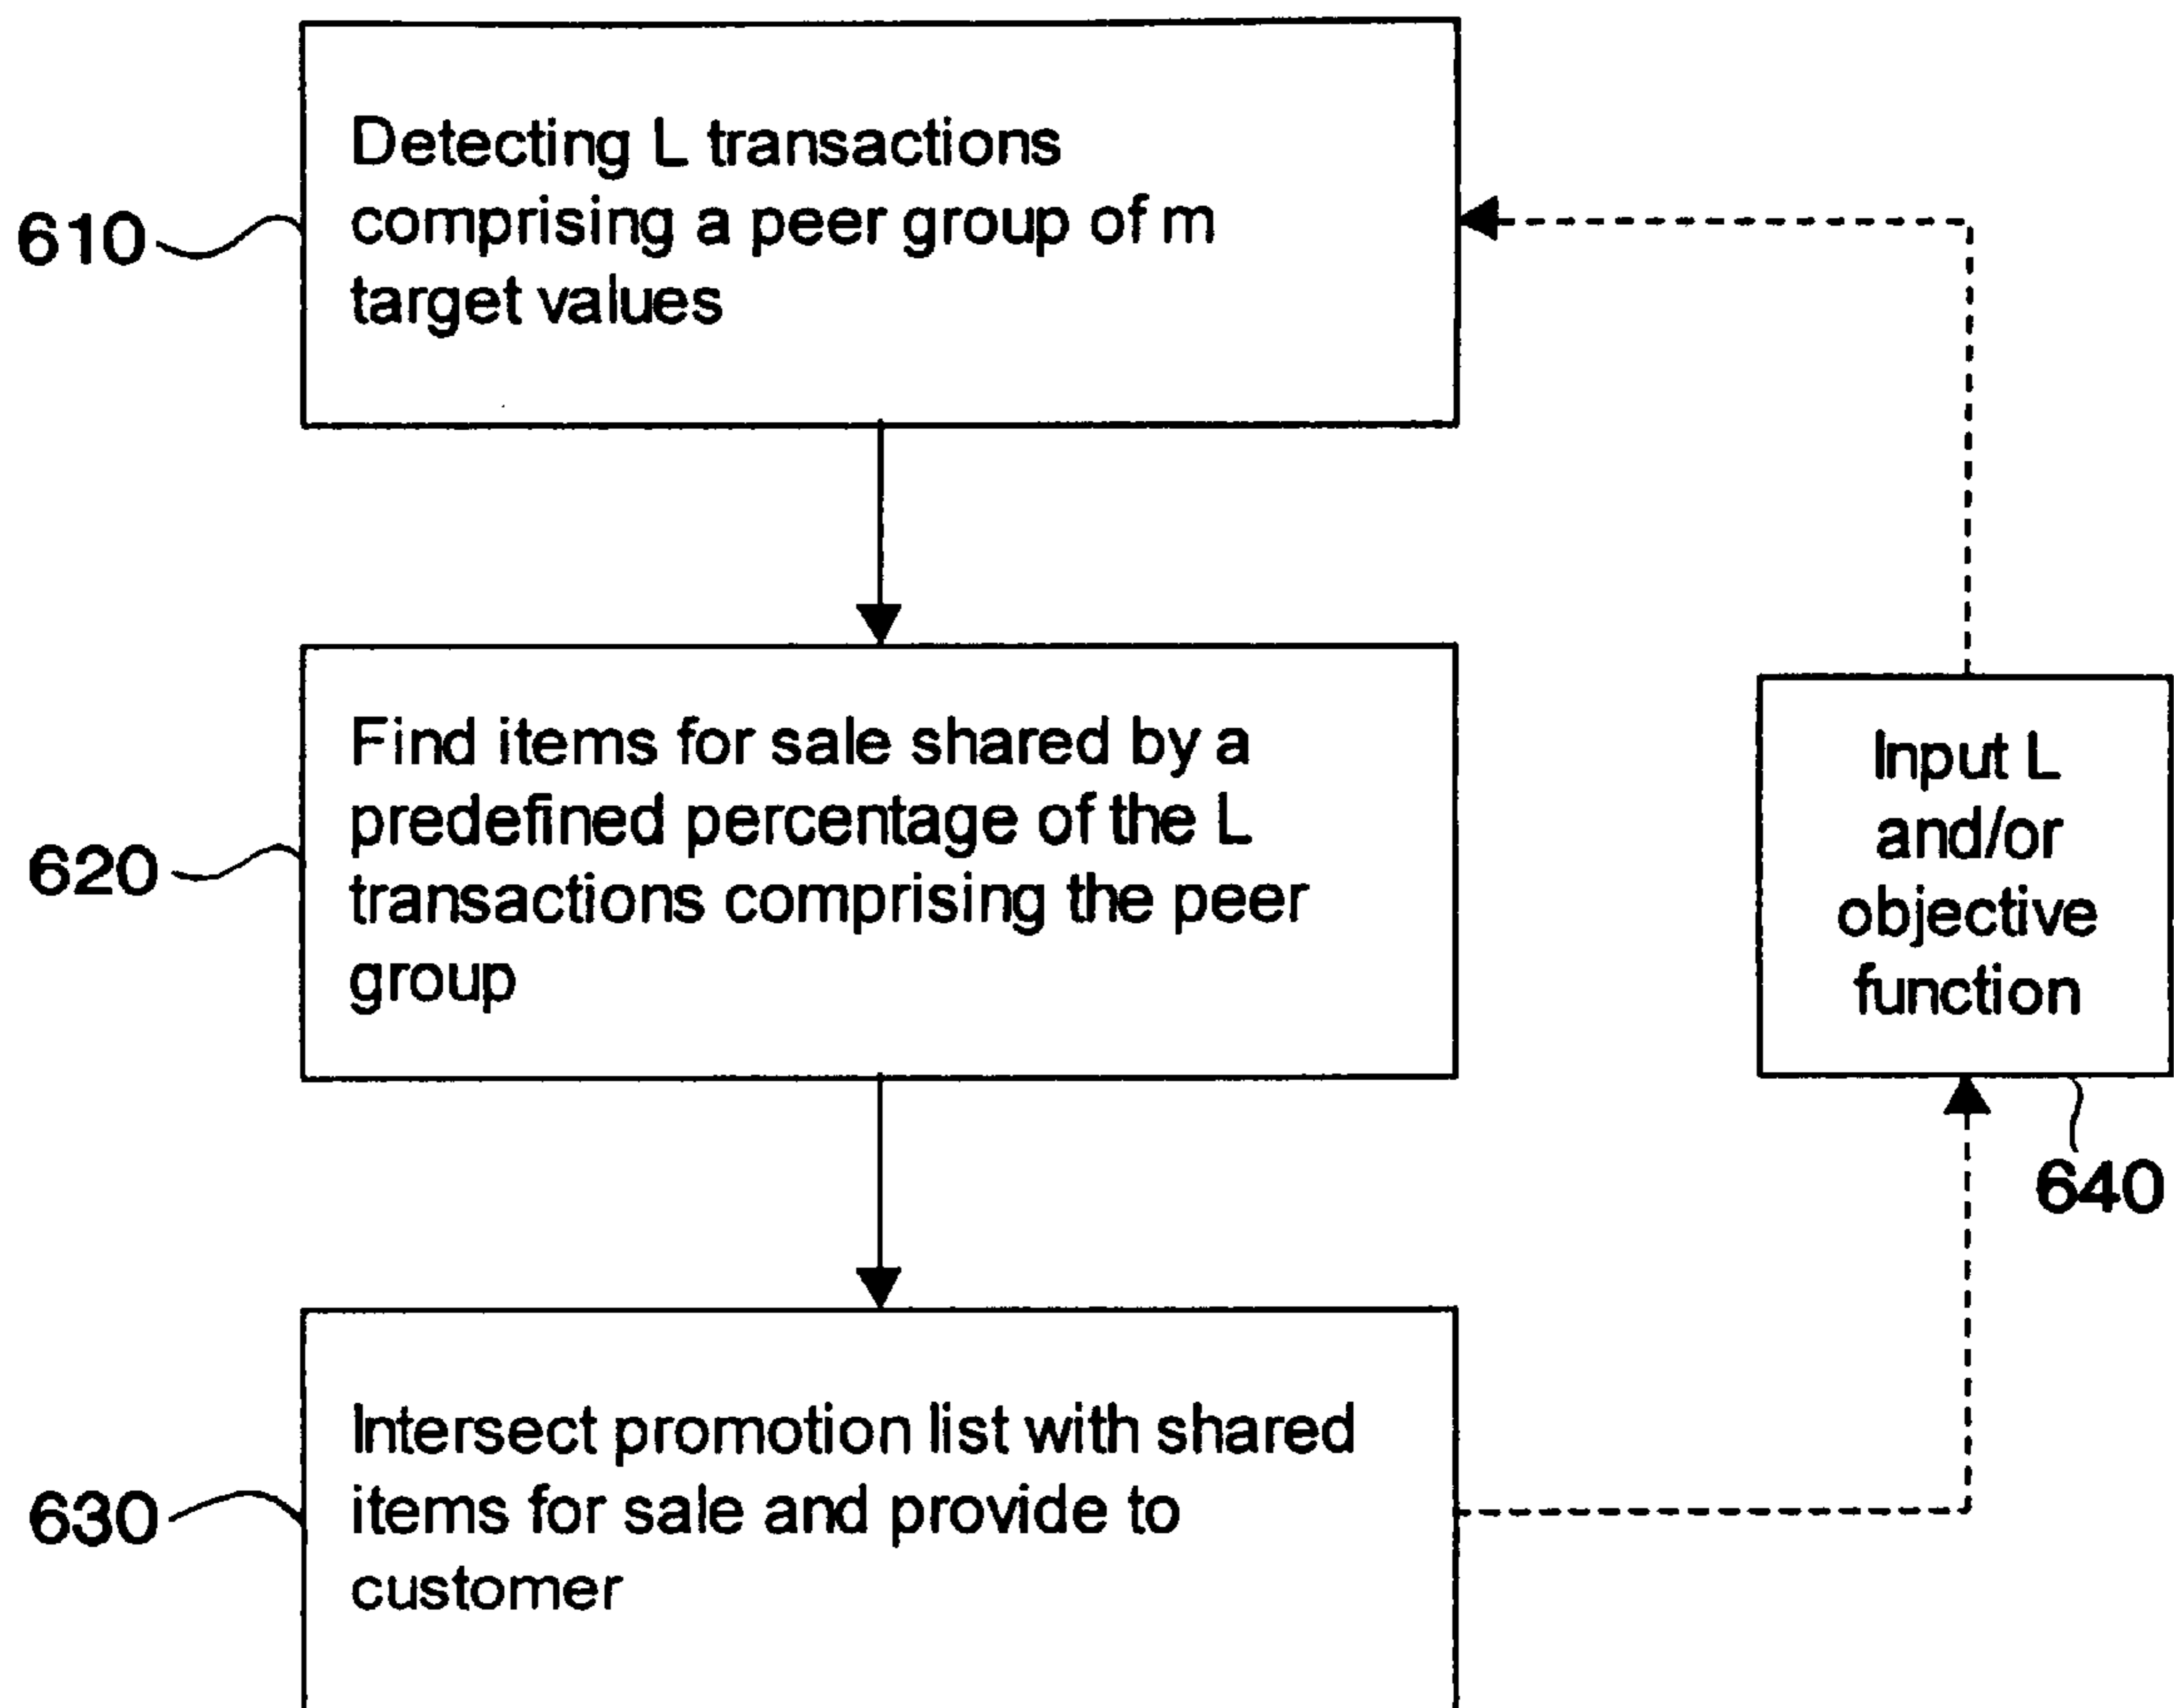 610
Detecting L transactions
comprising a peer group of m
target values
620
Find items for sale shared by a
predefined percentage of the L
transactions comprising the peer
group
630
Intersect promotion list with shared
items for sale and provide to
customer
Input L
and/or
objective
function
640